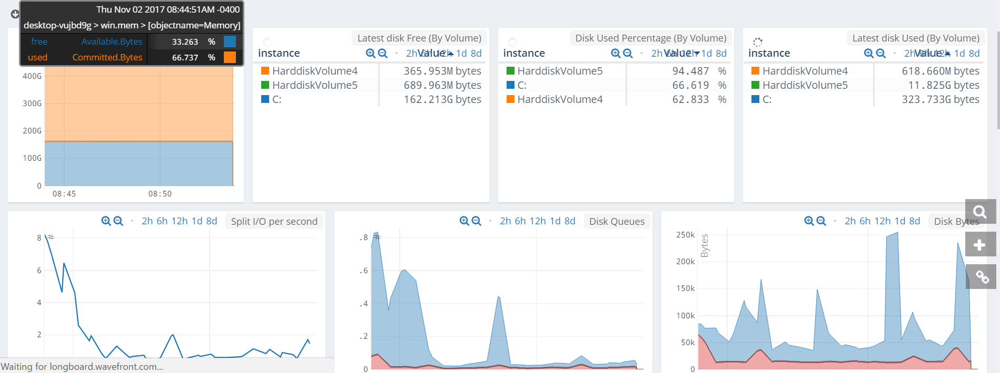 Thu Nov 02 2017 08:44:51AM -0400
desktop-vujbd9g > win.mem > [objectname=Memory]
free Available.Bytes 33.263 %
used Committed.Bytes 66.737 %
400G
300G
200G
100G
0
08:45 08:50
Latest disk Free (By Volume)
instance 2h 6h 12h 1d 8d Value
HarddiskVolume4 365.953M bytes
HarddiskVolume5 689.963M bytes
C: 162.213G bytes
Disk Used Percentage (By Volume)
instance 2h 6h 12h 1d 8d Value
HarddiskVolume5 94.487 %
C: 66.619 %
HarddiskVolume4 62.833 %
Latest disk Used (By Volume)
instance 2h 6h 12h 1d 8d Value
HarddiskVolume4 618.660M bytes
HarddiskVolume5 11.825G bytes
C: 323.733G bytes
2h 6h 12h 1d 8d Split I/O per second
#
8
6
4
2
2h 6h 12h 1d 8d Disk Queues
#
.8
.6
.4
.2
0
2h 6h 12h 1d 8d Disk Bytes
Bytes
250k
200k
150k
100k
50k
0
Waiting for longboard.wavefront.com...